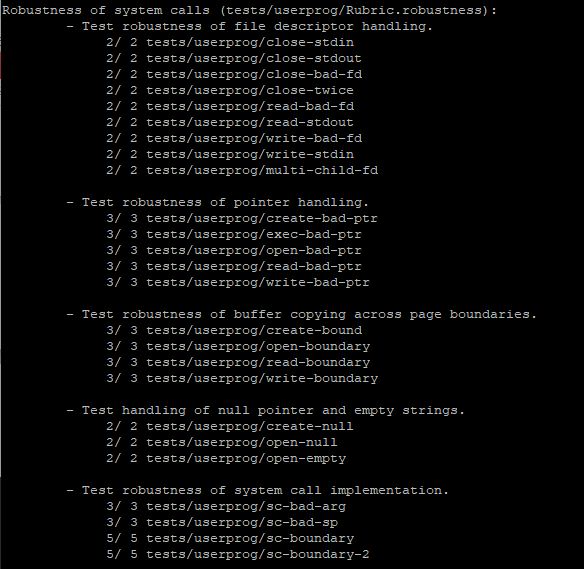 Robustness of system calls (tests/userprog/Rubric.robustness):
- Test robustness of file descriptor handling.
2/ 2 tests/userprog/close-stdin
2/ 2 tests/userprog/close-stdout
2/ 2 tests/userprog/close-bad-fd
2/ 2 tests/userprog/close-twice
2/ 2 tests/userprog/read-bad-fd
2/ 2 tests/userprog/read-stdout
2/ 2 tests/userprog/write-bad-fd
2/ 2 tests/userprog/write-stdin
2/ 2 tests/userprog/multi-child-fd
- Test robustness of pointer handling.
3/ 3 tests/userprog/create-bad-ptr
3/ 3 tests/userprog/exec-bad-ptr
3/ 3 tests/userprog/open-bad-ptr
3/ 3 tests/userprog/read-bad-ptr
3/ 3 tests/userprog/write-bad-ptr
- Test robustness of buffer copying across page boundaries.
3/ 3 tests/userprog/create-bound
3/ 3 tests/userprog/open-boundary
3/ 3 tests/userprog/read-boundary
3/ 3 tests/userprog/write-boundary
- Test handling of null pointer and empty strings.
2/ 2 tests/userprog/create-null
2/ 2 tests/userprog/open-null
2/ 2 tests/userprog/open-empty
- Test robustness of system call implementation.
3/ 3 tests/userprog/sc-bad-arg
3/ 3 tests/userprog/sc-bad-sp
5/ 5 tests/userprog/sc-boundary
5/ 5 tests/userprog/sc-boundary-2